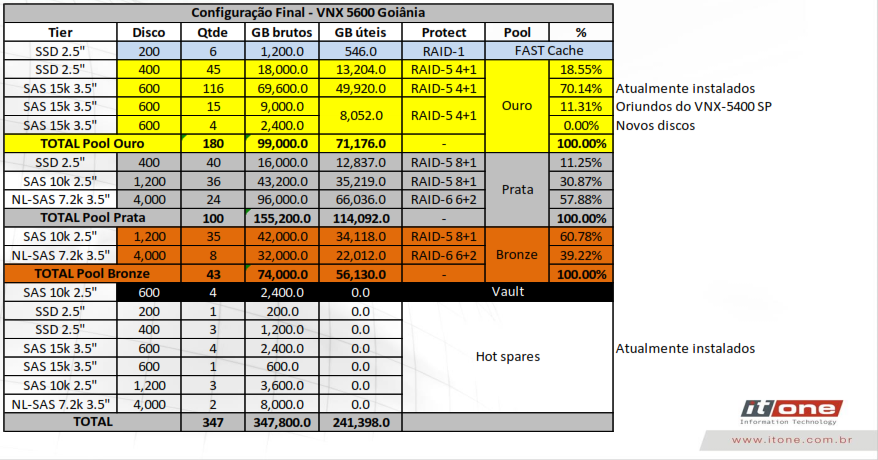 Configuração Final - VNX 5600 Goiânia
Tier Disco Qtde GB brutos GB úteis Protect Pool %
SSD 2.5" 200 6 1,200.0 546.0 RAID-1 FAST Cache
SSD 2.5" 400 45 18,000.0 13,204.0 RAID-5 4+1 Ouro 18.55%
SAS 15k 3.5" 600 116 69,600.0 49,920.0 RAID-5 4+1 70.14% Atualmente instalados
SAS 15k 3.5" 600 15 9,000.0 8,052.0 RAID-5 4+1 11.31% Oriundos do VNX-5400 SP
SAS 15k 3.5" 600 4 2,400.0 0.00% Novos discos
TOTAL Pool Ouro 180 99,000.0 71,176.0 - 100.00%
SSD 2.5" 400 40 16,000.0 12,837.0 RAID-5 8+1 Prata 11.25%
SAS 10k 2.5" 1,200 36 43,200.0 35,219.0 RAID-5 8+1 30.87%
NL-SAS 7.2k 3.5" 4,000 24 96,000.0 66,036.0 RAID-6 6+2 57.88%
TOTAL Pool Prata 100 155,200.0 114,092.0 - 100.00%
SAS 10k 2.5" 1,200 35 42,000.0 34,118.0 RAID-5 8+1 Bronze 60.78%
NL-SAS 7.2k 3.5" 4,000 8 32,000.0 22,012.0 RAID-6 6+2 39.22%
TOTAL Pool Bronze 43 74,000.0 56,130.0 - 100.00%
SAS 10k 2.5" 600 4 2,400.0 0.0 Vault
SSD 2.5" 200 1 200.0 0.0 Hot spares
SSD 2.5" 400 3 1,200.0 0.0
SAS 15k 3.5" 600 4 2,400.0 0.0 Atualmente instalados
SAS 15k 3.5" 600 1 600.0 0.0
SAS 10k 2.5" 1,200 3 3,600.0 0.0
NL-SAS 7.2k 3.5" 4,000 2 8,000.0 0.0
TOTAL 347 347,800.0 241,398.0
it one
Information Technology
www.itone.com.br